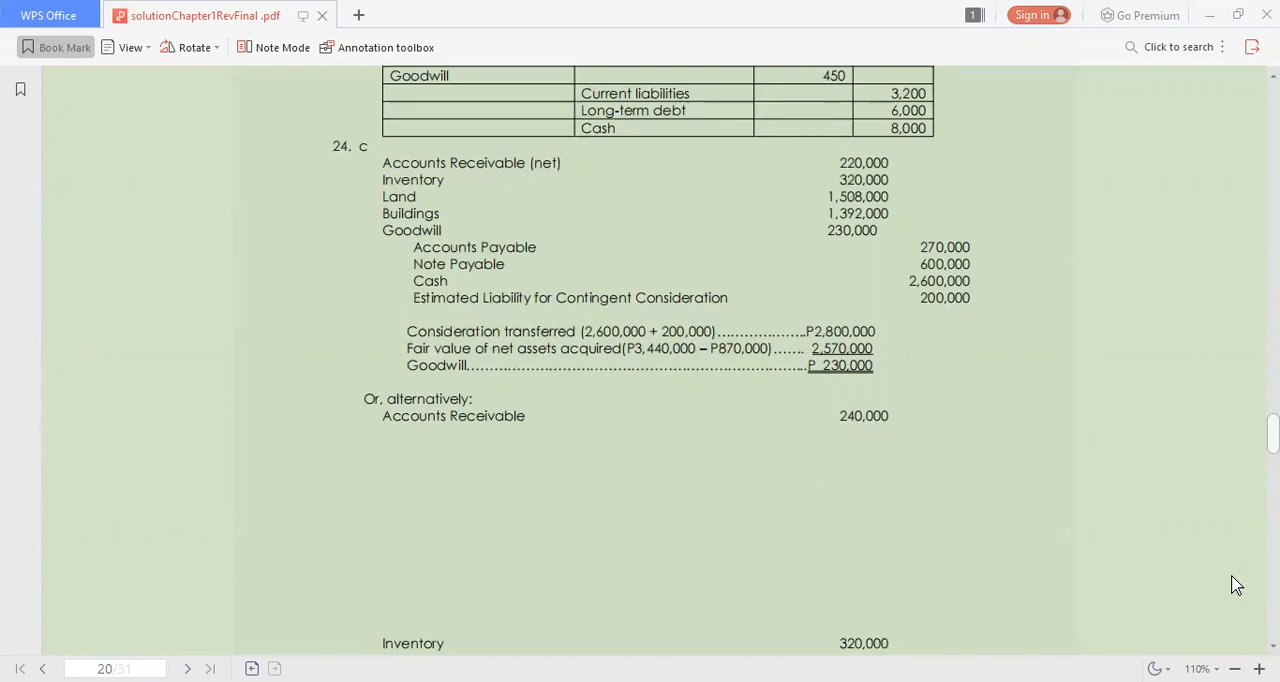 WPS Office
solutionChapter1RevFinal .pdf
1
Sign in
Go Premium
Book Mark
View
Rotate
Note Mode
Annotation toolbox
Click to search
Goodwill 450
Current liabilities 3,200
Long-term debt 6,000
Cash 8,000
24. c
Accounts Receivable (net) 220,000
Inventory 320,000
Land 1,508,000
Buildings 1,392,000
Goodwill 230,000
Accounts Payable 270,000
Note Payable 600,000
Cash 2,600,000
Estimated Liability for Contingent Consideration 200,000
Consideration transferred (2,600,000 + 200,000)…………………..P2,800,000
Fair value of net assets acquired(P3,440,000 – P870,000)……. 2,570,000
Goodwill…………………………………………………………………..P 230,000
Or, alternatively:
Accounts Receivable 240,000
Inventory 320,000
20/31
110%